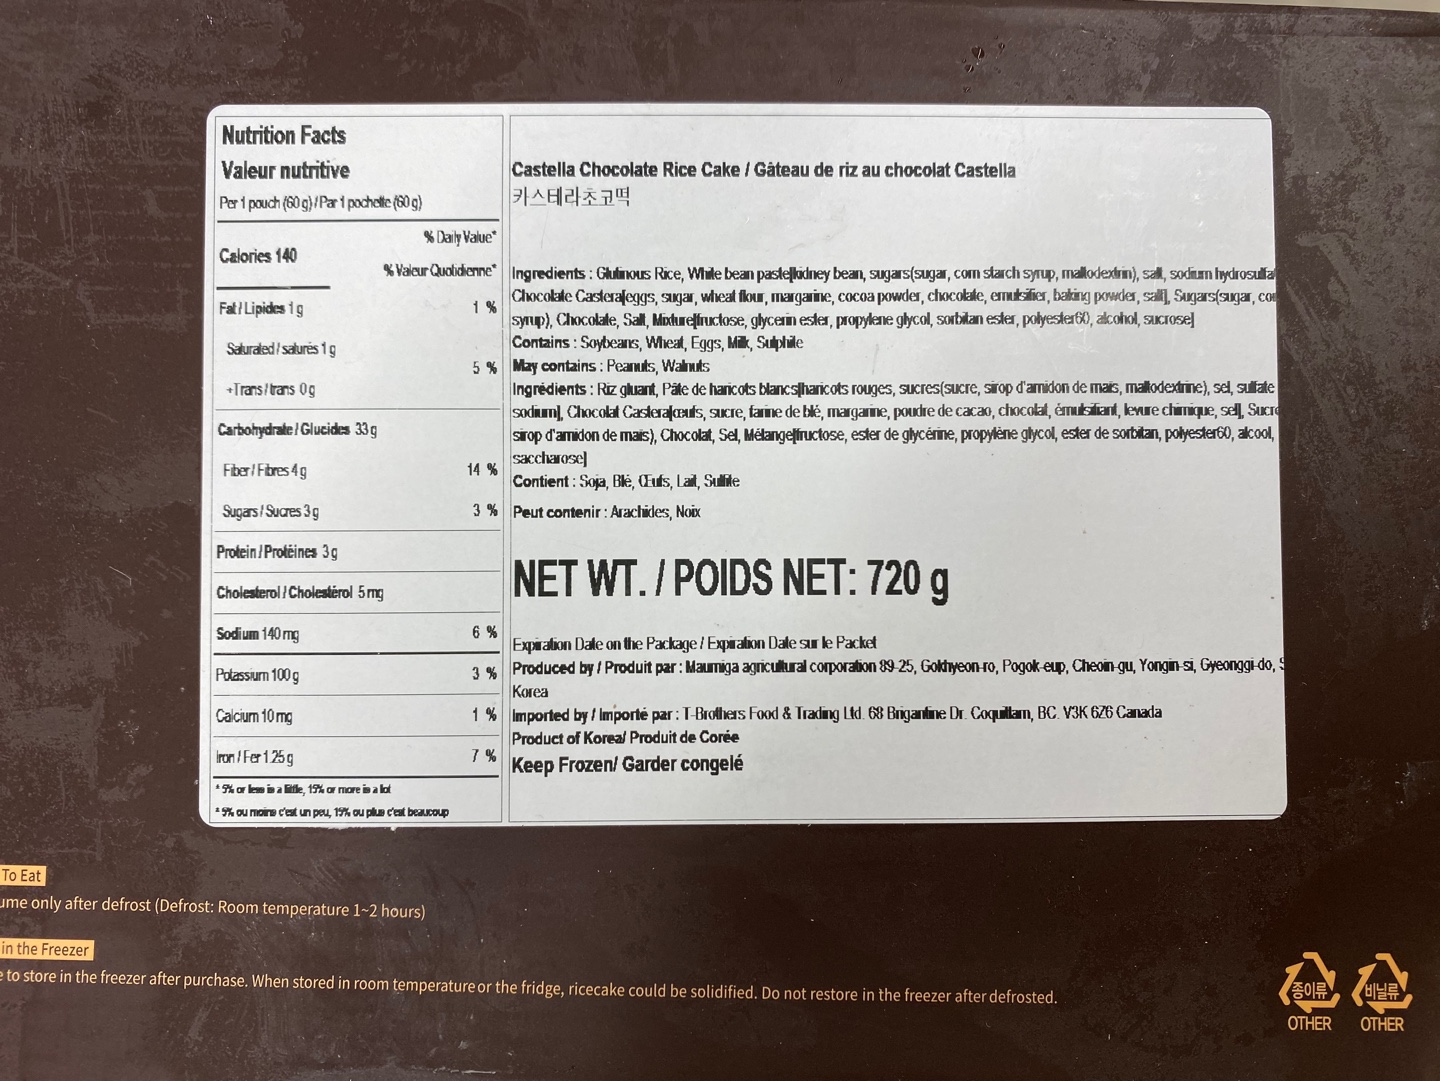 Nutrition Facts
Valeur nutritive
Per 1 pouch (60 g) / Par 1 pochette (60 g)
% Daily Value*
Calories 140
% Valeur Quotidienne*
Fat / Lipides 1 g 1 %
Saturated / saturés 1 g
5 %
+Trans / trans 0 g
Carbohydrate / Glucides 33 g
Fiber / Fibres 4 g 14 %
Sugars / Sucres 3 g 3 %
Protein / Protéines 3 g
Cholesterol / Cholestérol 5 mg
Sodium 140 mg 6 %
Potassium 100 g 3 %
Calcium 10 mg 1 %
Iron / Fer 1.25 g 7 %
* 5% or less is a little, 15% or more is a lot
* 5% ou moins c'est un peu, 15% ou plus c'est beaucoup
Castella Chocolate Rice Cake / Gâteau de riz au chocolat Castella
카스테라초코떡
Ingredients : Glutinous Rice, White bean paste[kidney bean, sugars(sugar, corn starch syrup, maltodextrin), salt, sodium hydrosulfa
Chocolate Castera[eggs, sugar, wheat flour, margarine, cocoa powder, chocolate, emulsifier, baking powder, salt], Sugars(sugar, co
syrup), Chocolate, Salt, Mixture[fructose, glycerin ester, propylene glycol, sorbitan ester, polyester60, alcohol, sucrose]
Contains : Soybeans, Wheat, Eggs, Milk, Sulphite
May contains : Peanuts, Walnuts
Ingrédients : Riz gluant, Pâte de haricots blancs[haricots rouges, sucres(sucre, sirop d'amidon de maïs, maltodextrine), sel, sulfate
sodium], Chocolat Castera[œufs, sucre, farine de blé, margarine, poudre de cacao, chocolat, émulsifiant, levure chimique, sel], Sucre
sirop d'amidon de maïs), Chocolat, Sel, Mélange[fructose, ester de glycérine, propylène glycol, ester de sorbitan, polyester60, alcool,
saccharose]
Contient : Soja, Blé, Œufs, Lait, Sulfite
Peut contenir : Arachides, Noix
NET WT. / POIDS NET: 720 g
Expiration Date on the Package / Expiration Date sur le Packet
Produced by / Produit par : Maumiga agricultural corporation 89-25, Gokhyeon-ro, Pogok-eup, Cheoin-gu, Yongin-si, Gyeonggi-do, S
Korea
Imported by / Importé par : T-Brothers Food & Trading Ltd. 68 Brigantine Dr. Coquitlam, BC. V3K 6Z6 Canada
Product of Korea/ Produit de Corée
Keep Frozen/ Garder congelé
To Eat
ume only after defrost (Defrost: Room temperature 1~2 hours)
in the Freezer
e to store in the freezer after purchase. When stored in room temperature or the fridge, ricecake could be solidified. Do not restore in the freezer after defrosted.
종이류 비닐류
OTHER OTHER